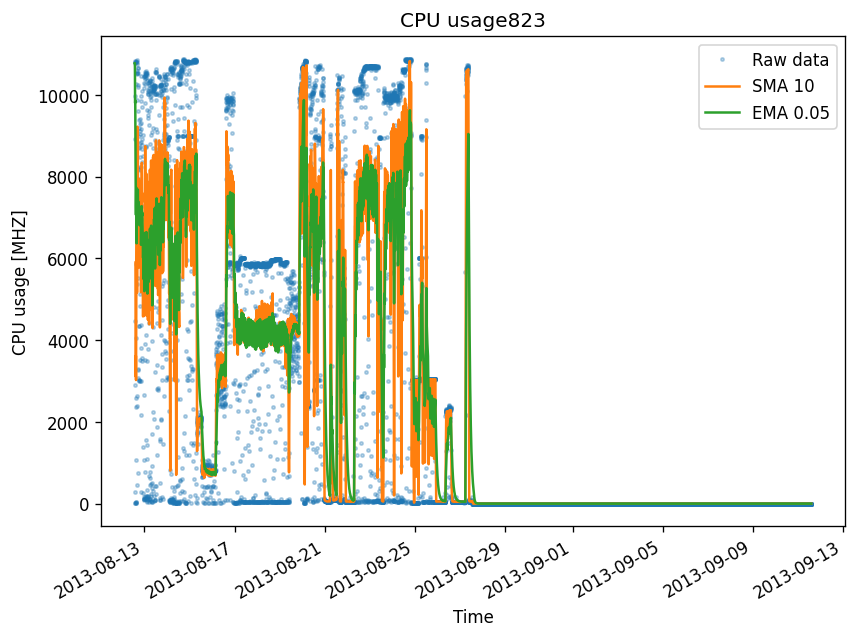 CPU usage823
Raw data
SMA 10
EMA 0.05
10000
8000
6000
4000
2000
0
CPU usage [MHZ]
2013-08-13
2013-08-17
2013-08-21
2013-08-25
2013-08-29
2013-09-01
2013-09-05
2013-09-09
2013-09-13
Time